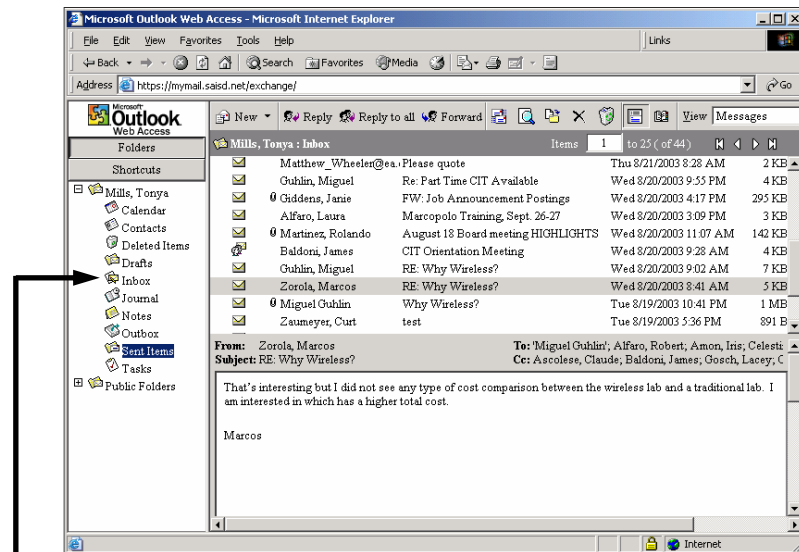 Microsoft Outlook Web Access - Microsoft Internet Explorer
File Edit View Favorites Tools Help Links
Back Search Favorites Media
Address https://mymail.saisd.net/exchange/ Go
Microsoft
Outlook
Web Access
New Reply Reply to all Forward View Messages
Folders
Shortcuts
Mills, Tonya
Calendar
Contacts
Deleted Items
Drafts
Inbox
Journal
Notes
Outbox
Sent Items
Tasks
Public Folders
Mills, Tonya : Inbox Items 1 to 25 ( of 44)
Matthew_Wheeler@ea. Please quote Thu 8/21/2003 8:28 AM 2 KB
Guhlin, Miguel Re: Part Time CIT Available Wed 8/20/2003 9:55 PM 4 KB
Giddens, Janie FW: Job Announcement Postings Wed 8/20/2003 4:17 PM 295 KB
Alfaro, Laura Marcopolo Training, Sept. 26-27 Wed 8/20/2003 3:09 PM 3 KB
Martinez, Rolando August 18 Board meeting HIGHLIGHTS Wed 8/20/2003 11:07 AM 142 KB
Baldoni, James CIT Orientation Meeting Wed 8/20/2003 9:28 AM 4 KB
Guhlin, Miguel RE: Why Wireless? Wed 8/20/2003 9:02 AM 7 KB
Zorola, Marcos RE: Why Wireless? Wed 8/20/2003 8:41 AM 5 KB
Miguel Guhlin Why Wireless? Tue 8/19/2003 10:41 PM 1 MB
Zaumeyer, Curt test Tue 8/19/2003 5:36 PM 891 B
From: Zorola, Marcos To: 'Miguel Guhlin'; Alfaro, Robert; Amon, Iris; Celesti
Subject: RE: Why Wireless? Cc: Ascolese, Claude; Baldoni, James; Gosch, Lacey; C
That's interesting but I did not see any type of cost comparison between the wireless lab and a traditional lab. I
am interested in which has a higher total cost.
Marcos
Internet